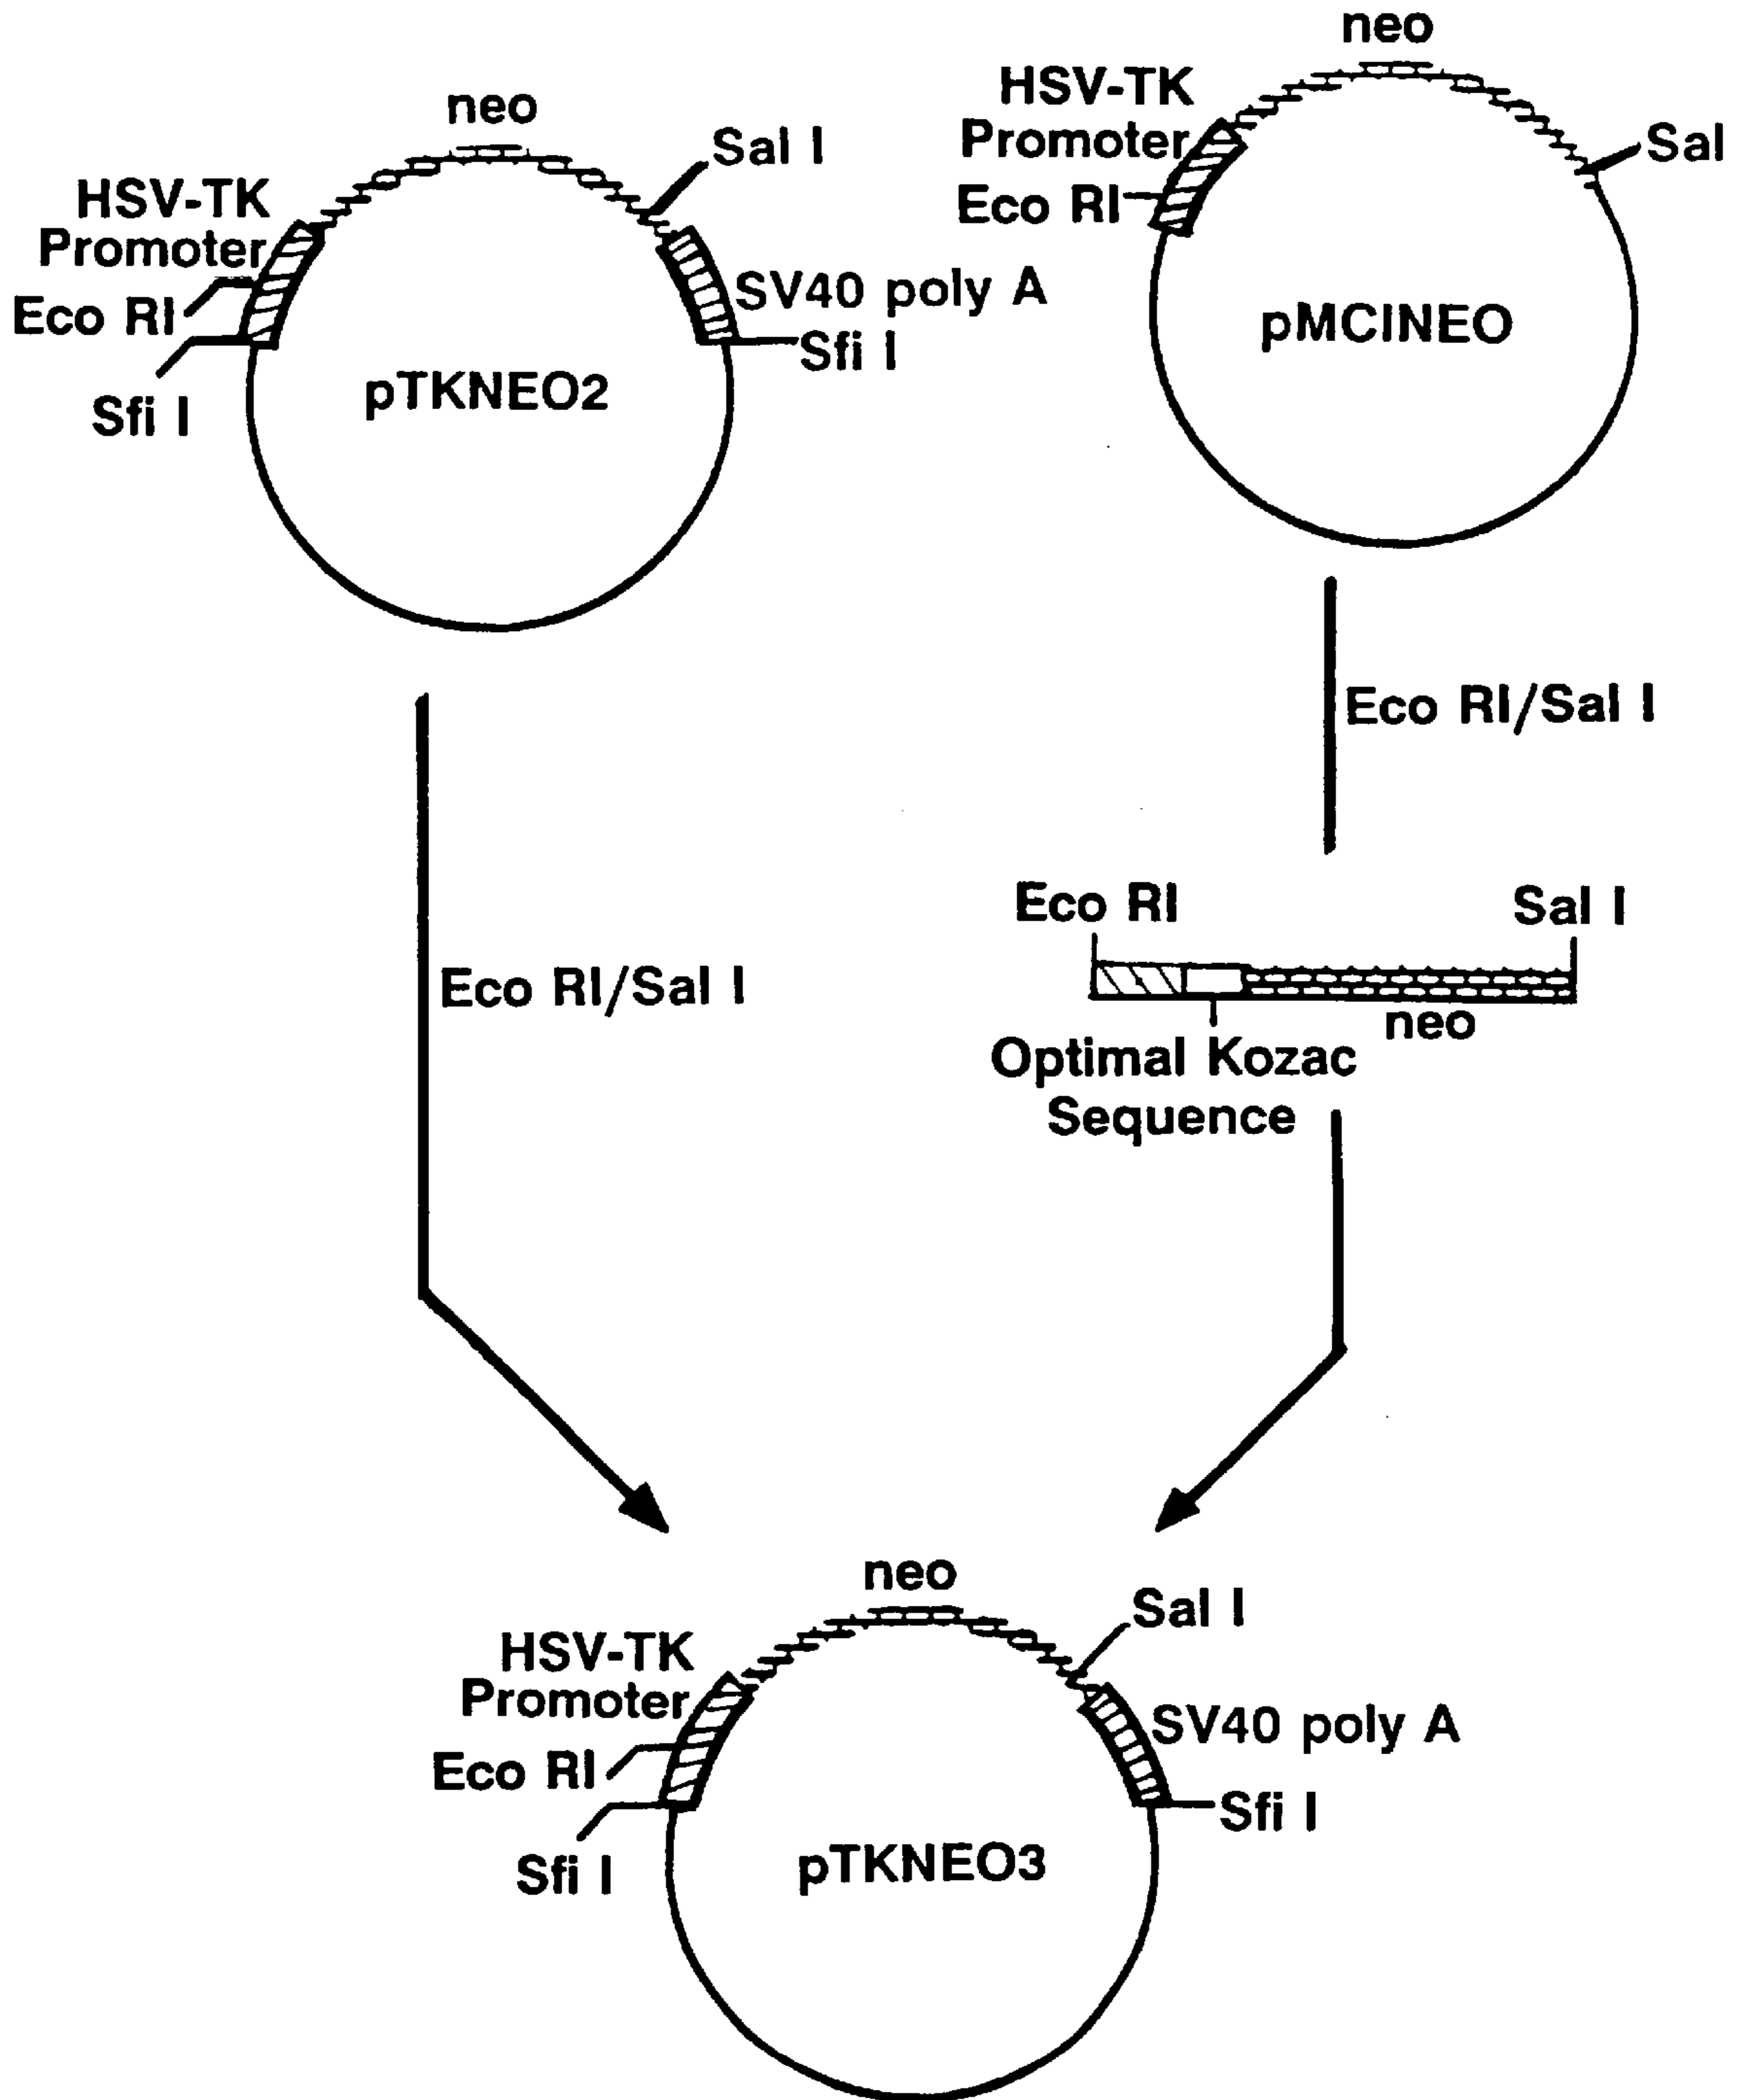 neo
HSV-TK
Promoter
Eco RI
Sfi I
Sal I
SV40 poly A
Sfi I
pTKNEO2
neo
HSV-TK
Promoter
Eco RI
Sal
pMCINEO
Eco RI/Sal I
Eco RI/Sal I
Eco RI
Sal I
neo
Optimal Kozac
Sequence
neo
HSV-TK
Promoter
Eco RI
Sfi I
Sal I
SV40 poly A
Sfi I
pTKNEO3